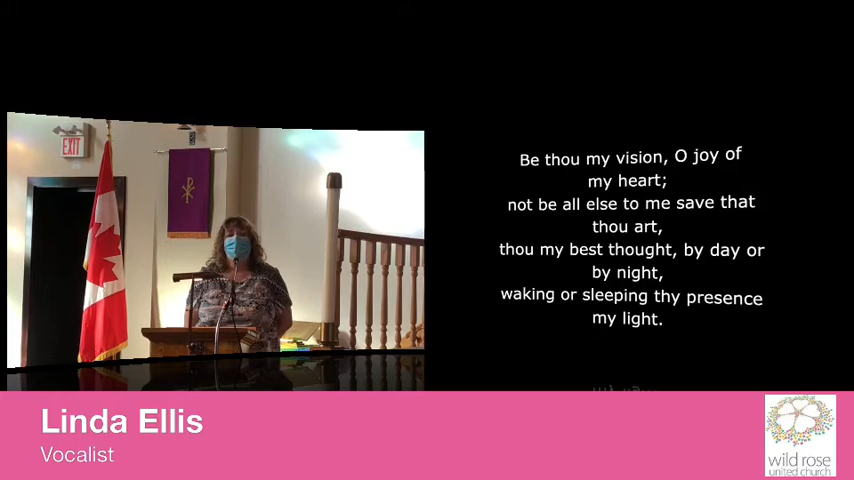 EXIT
Be thou my vision, O joy of
my heart;
not be all else to me save that
thou art,
thou my best thought, by day or
by night,
waking or sleeping thy presence
my light.
Linda Ellis
Vocalist
wild rose
united church